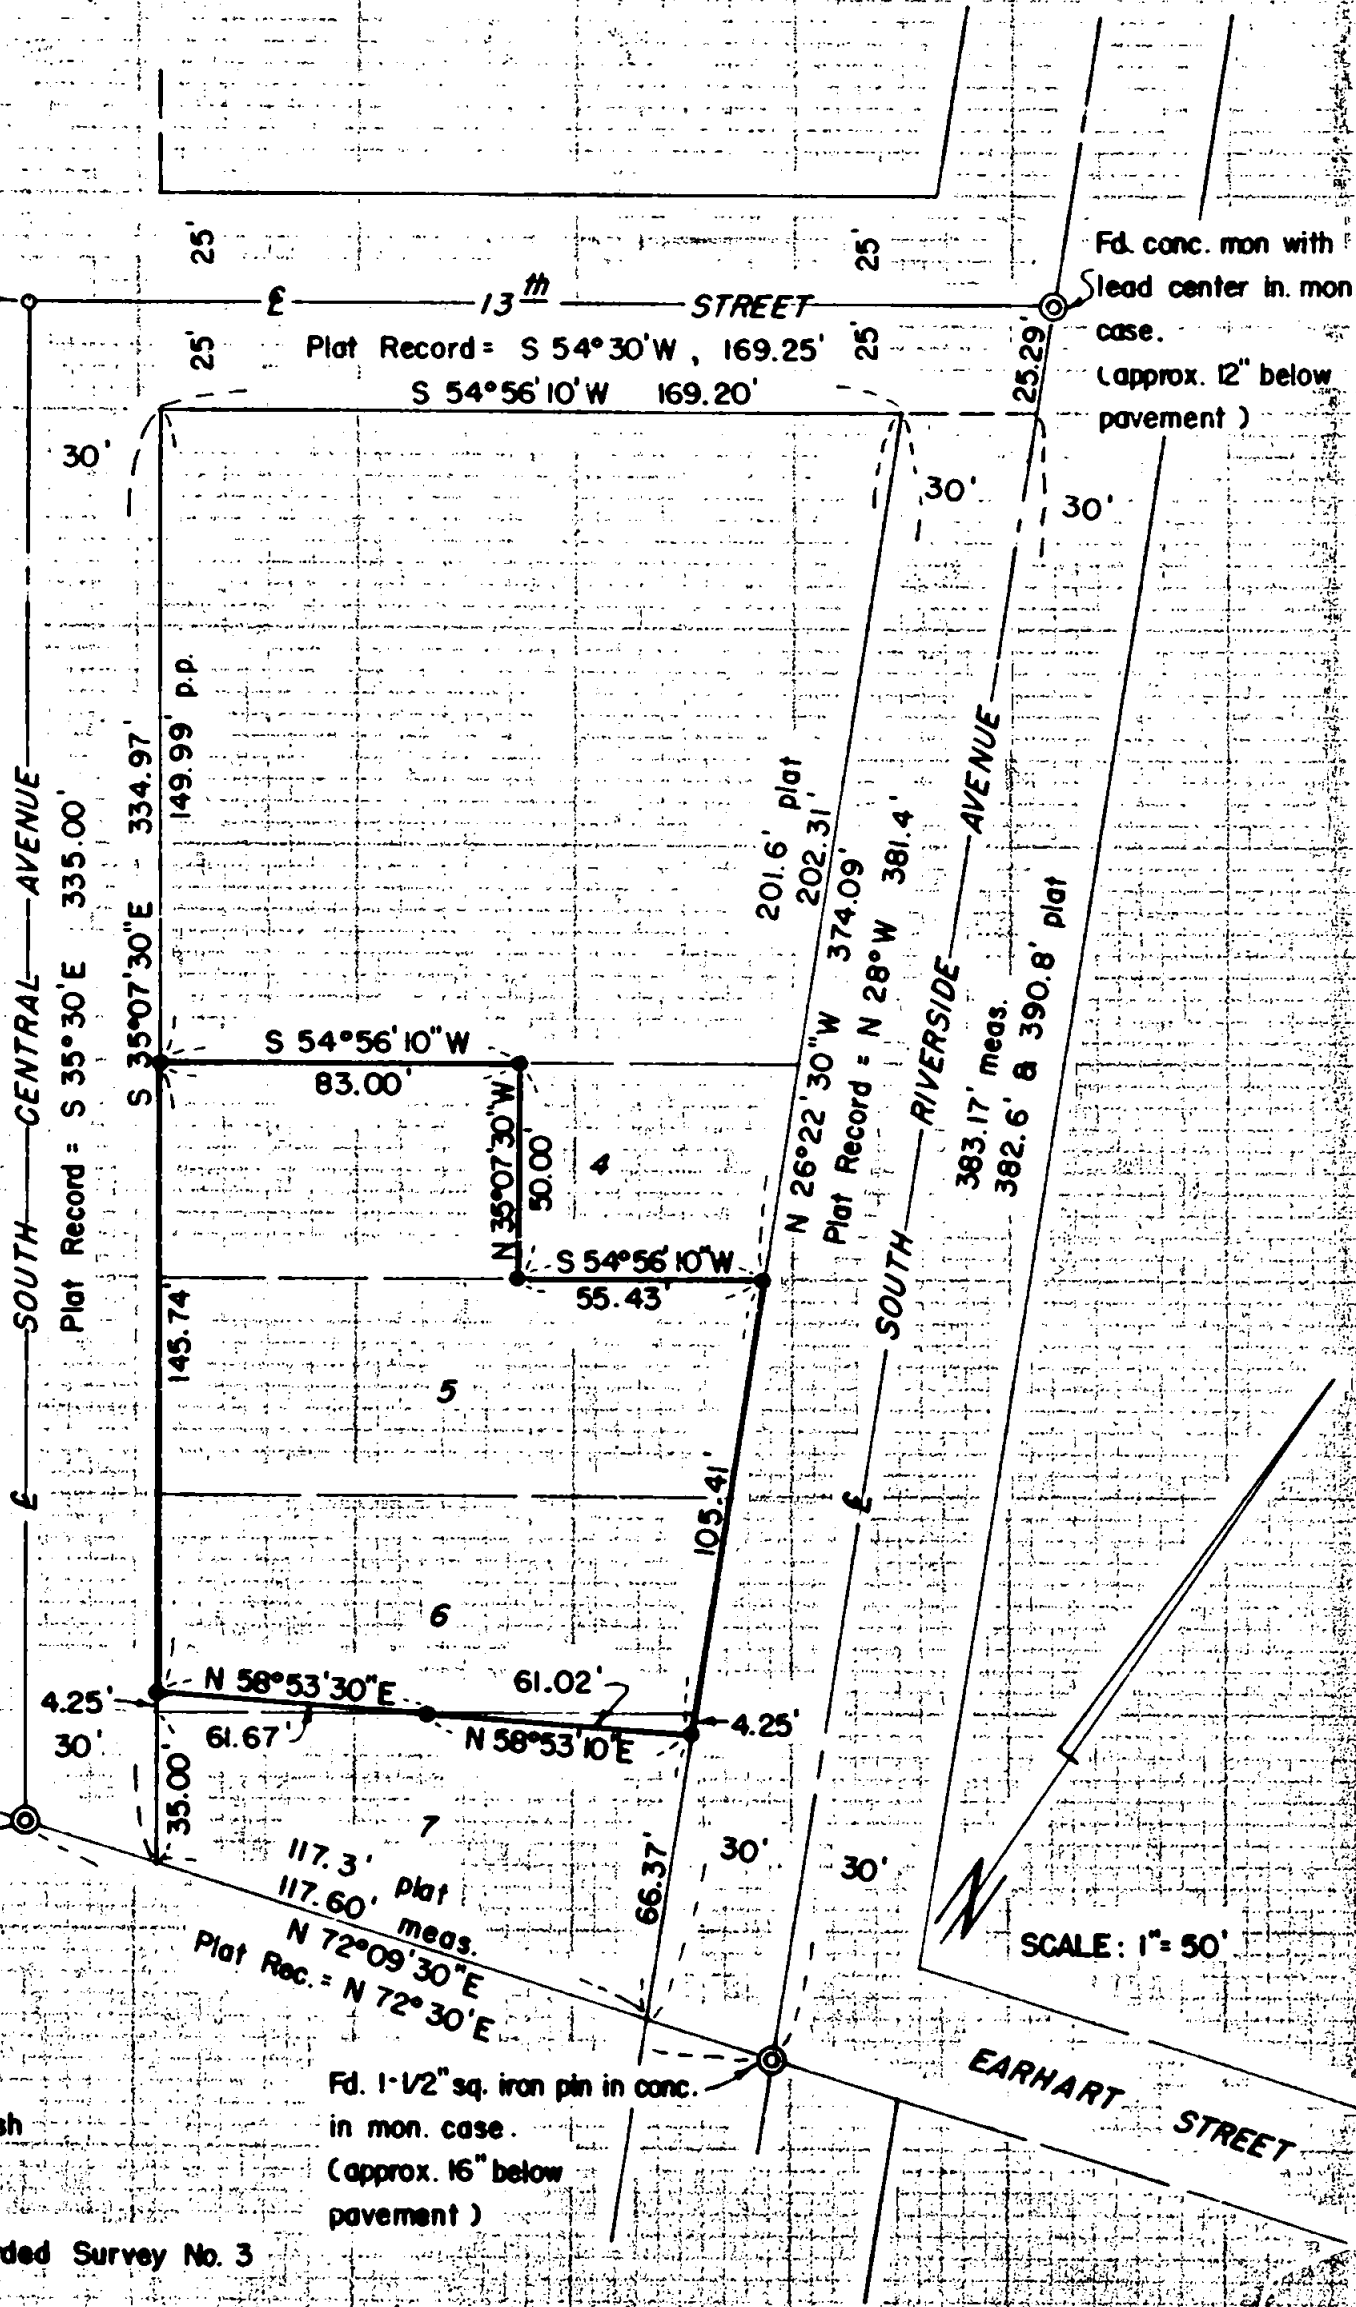 25'
25'
Fd. conc. mon with
lead center in. mon
case.
(approx. 12" below
pavement )
℄ 13th STREET
25'
25'
25.29'
Plat Record = S 54°30'W , 169.25'
S 54°56'10"W 169.20'
30'
30'
30'
SOUTH CENTRAL AVENUE
℄
Plat Record = S 35°30'E 335.00'
S 35°07'30"E 334.97'
149.99' p.p.
201.6' plat
202.31'
N 26°22'30"W 374.09'
Plat Record = N 28°W 381.4'
SOUTH RIVERSIDE AVENUE
℄
383.17' meas.
382.6' & 390.8' plat
S 54°56'10"W
83.00'
N 35°07'30"W
50.00'
4
S 54°56'10"W
55.43'
145.74'
5
105.41'
6
4.25'
N 58°53'30"E
61.67'
61.02'
N 58°53'10"E
4.25'
30'
35.00'
7
117.3' plat
117.60' meas.
N 72°09'30"E
Plat Rec. = N 72°30'E
66.37'
30'
30'
N
SCALE: 1"= 50'
EARHART STREET
Fd. 1-1/2" sq. iron pin in conc.
in mon. case.
(approx. 16" below
pavement )
sh
ded Survey No. 3